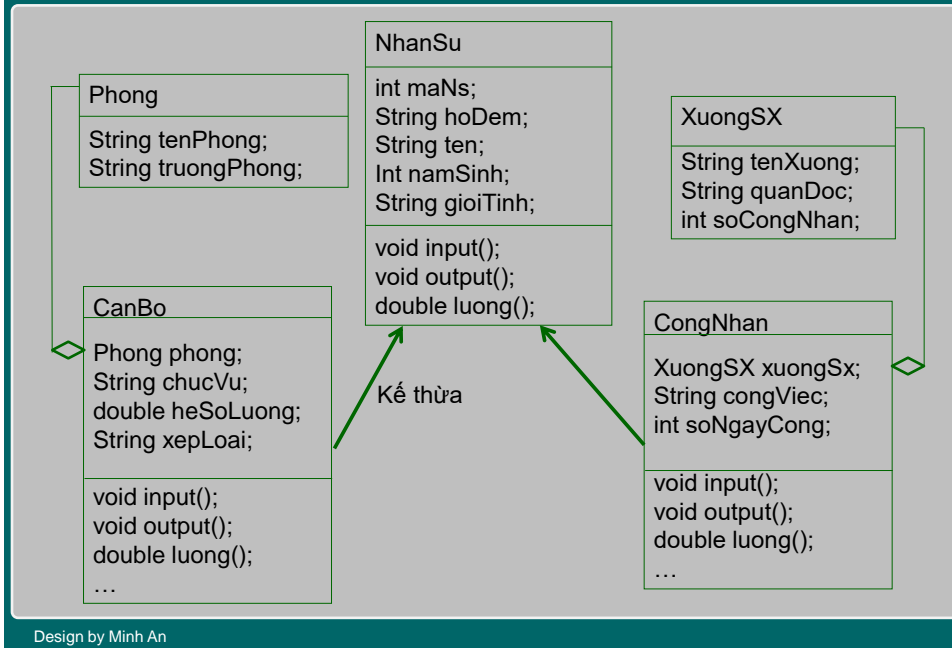 NhanSu
int maNs;
String hoDem;
String ten;
Int namSinh;
String gioiTinh;
void input();
void output();
double luong();
Phong
String tenPhong;
String truongPhong;
XuongSX
String tenXuong;
String quanDoc;
int soCongNhan;
CanBo
Phong phong;
String chucVu;
double heSoLuong;
String xepLoai;
void input();
void output();
double luong();
…
Kế thừa
CongNhan
XuongSX xuongSx;
String congViec;
int soNgayCong;
void input();
void output();
double luong();
…
Design by Minh An